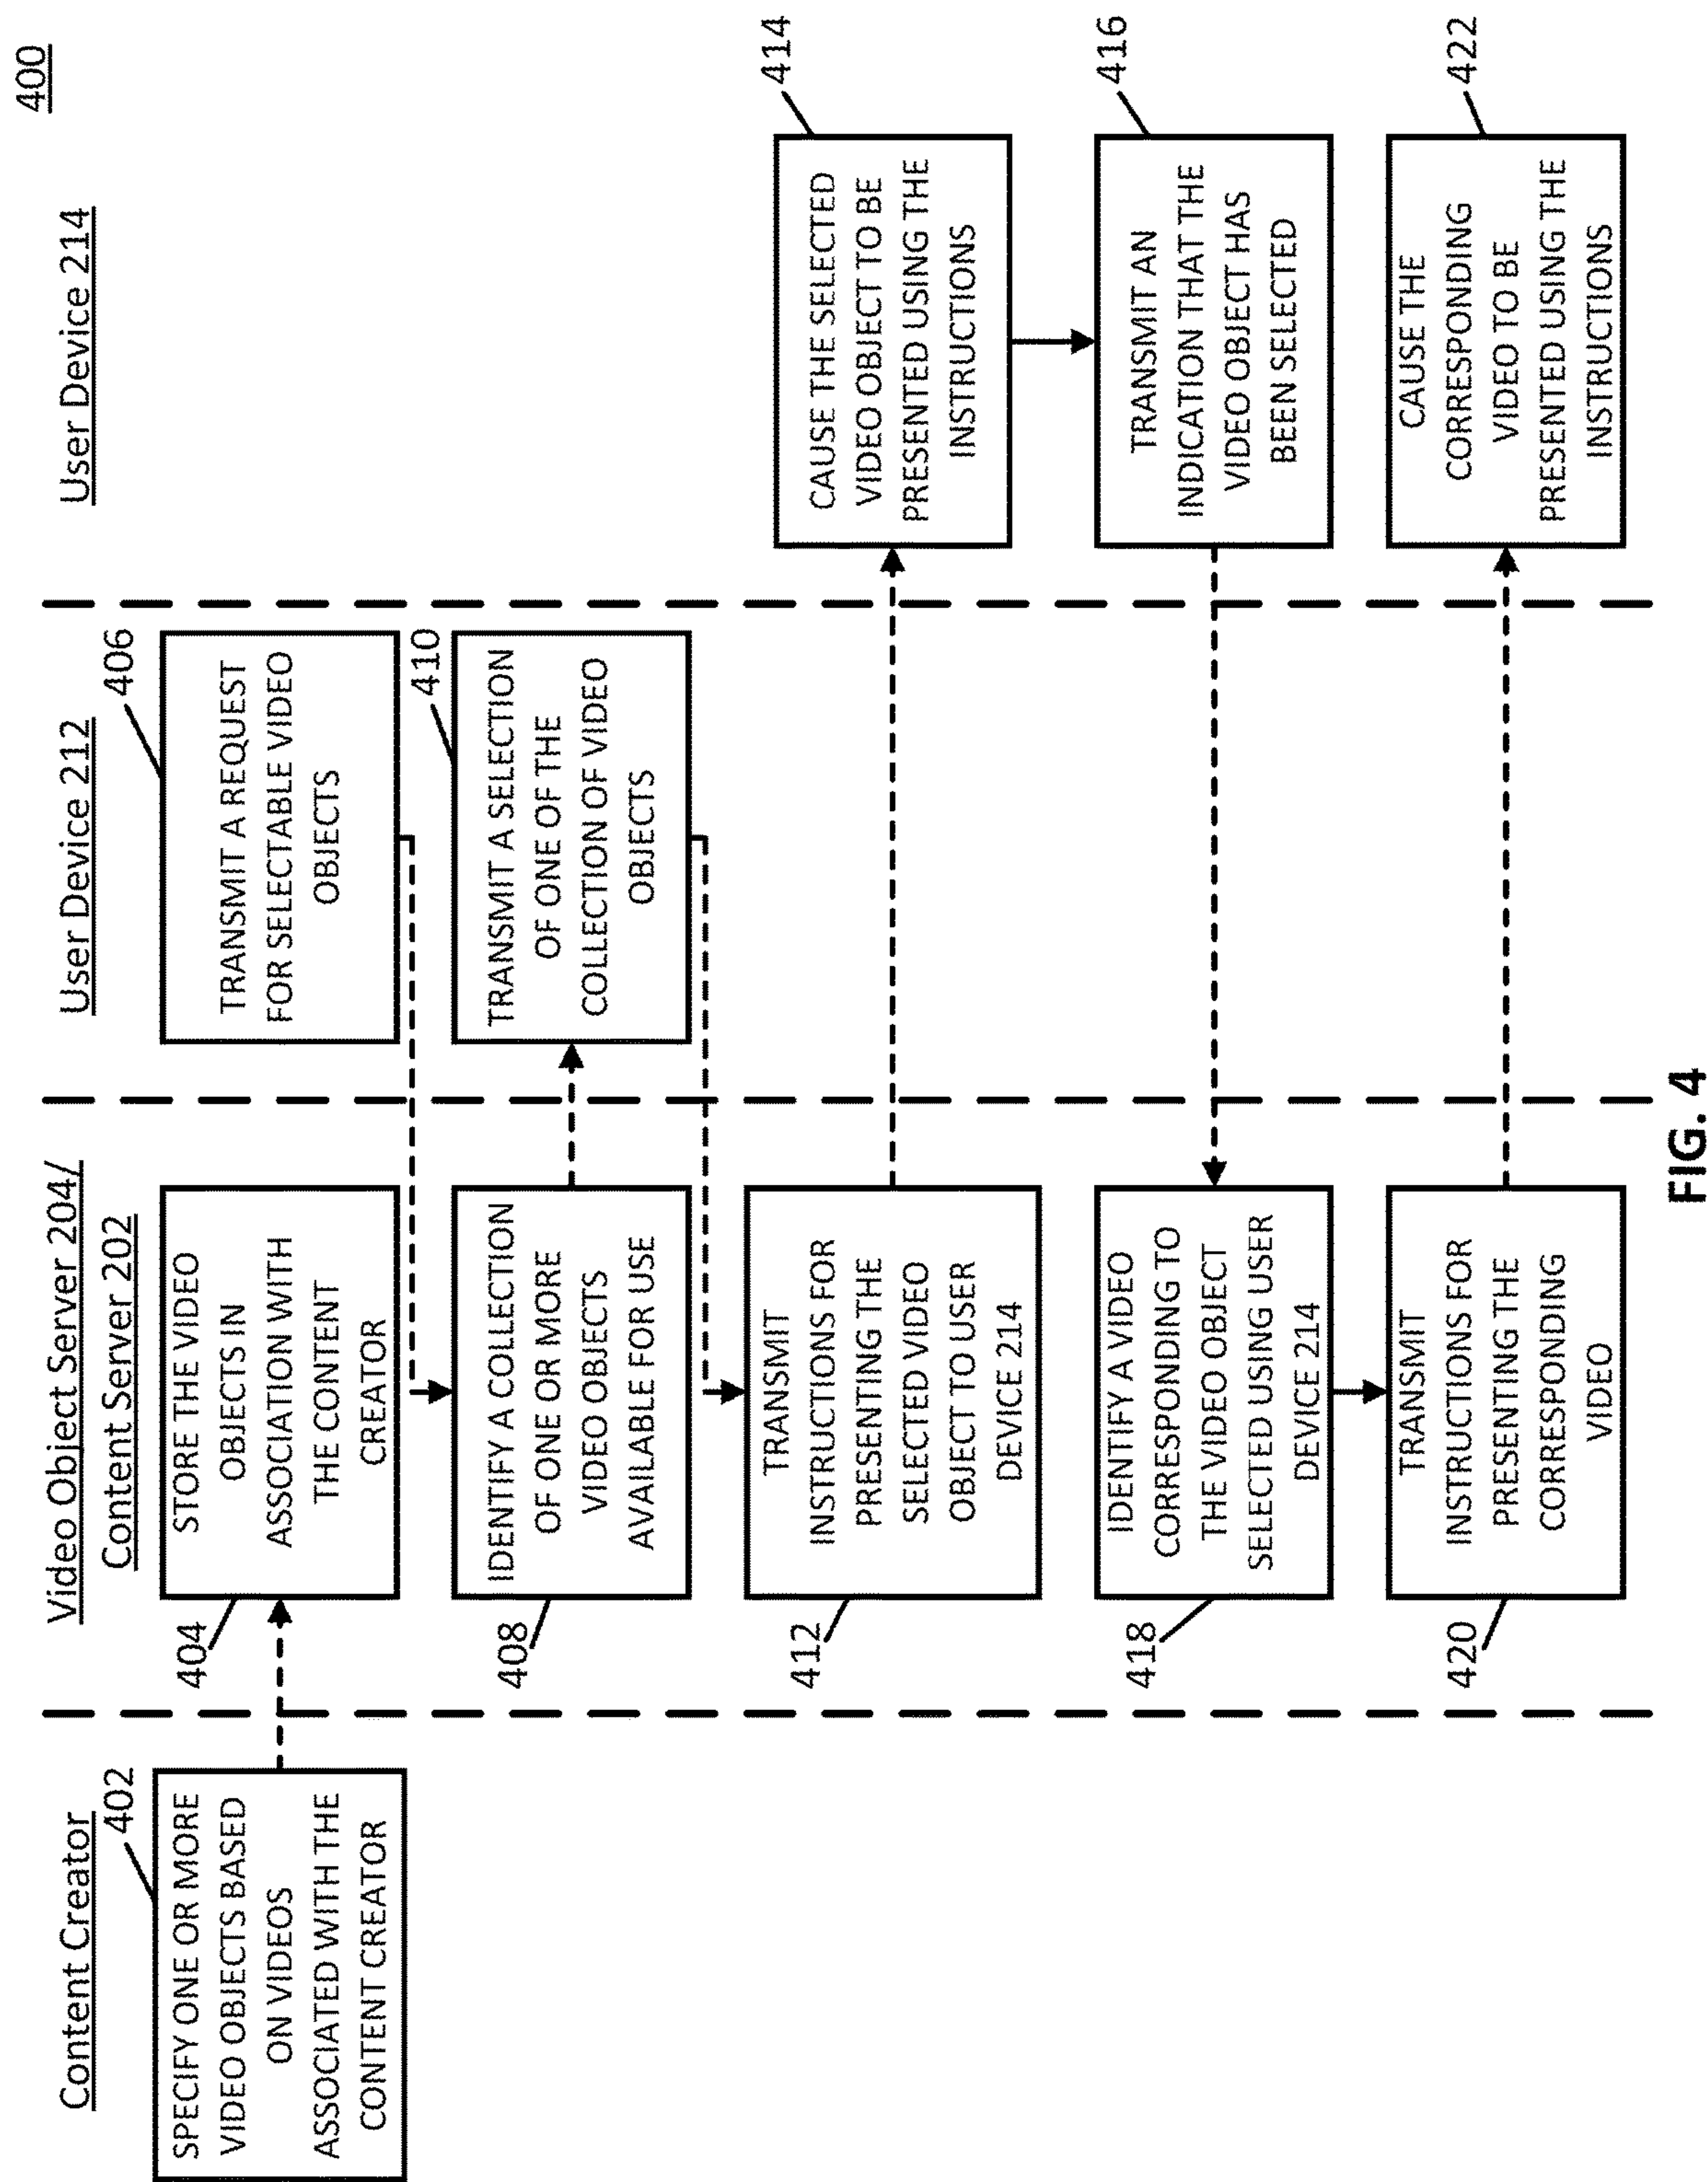 400
Content Creator
Video Object Server 204/
Content Server 202
User Device 212
User Device 214
402
SPECIFY ONE OR MORE
VIDEO OBJECTS BASED
ON VIDEOS
ASSOCIATED WITH THE
CONTENT CREATOR
404
STORE THE VIDEO
OBJECTS IN
ASSOCIATION WITH
THE CONTENT
CREATOR
406
TRANSMIT A REQUEST
FOR SELECTABLE VIDEO
OBJECTS
408
IDENTIFY A COLLECTION
OF ONE OR MORE
VIDEO OBJECTS
AVAILABLE FOR USE
410
TRANSMIT A SELECTION
OF ONE OF THE
COLLECTION OF VIDEO
OBJECTS
412
TRANSMIT
INSTRUCTIONS FOR
PRESENTING THE
SELECTED VIDEO
OBJECT TO USER
DEVICE 214
414
CAUSE THE SELECTED
VIDEO OBJECT TO BE
PRESENTED USING THE
INSTRUCTIONS
416
TRANSMIT AN
INDICATION THAT THE
VIDEO OBJECT HAS
BEEN SELECTED
418
IDENTIFY A VIDEO
CORRESPONDING TO
THE VIDEO OBJECT
SELECTED USING USER
DEVICE 214
420
TRANSMIT
INSTRUCTIONS FOR
PRESENTING THE
CORRESPONDING
VIDEO
422
CAUSE THE
CORRESPONDING
VIDEO TO BE
PRESENTED USING THE
INSTRUCTIONS
FIG. 4